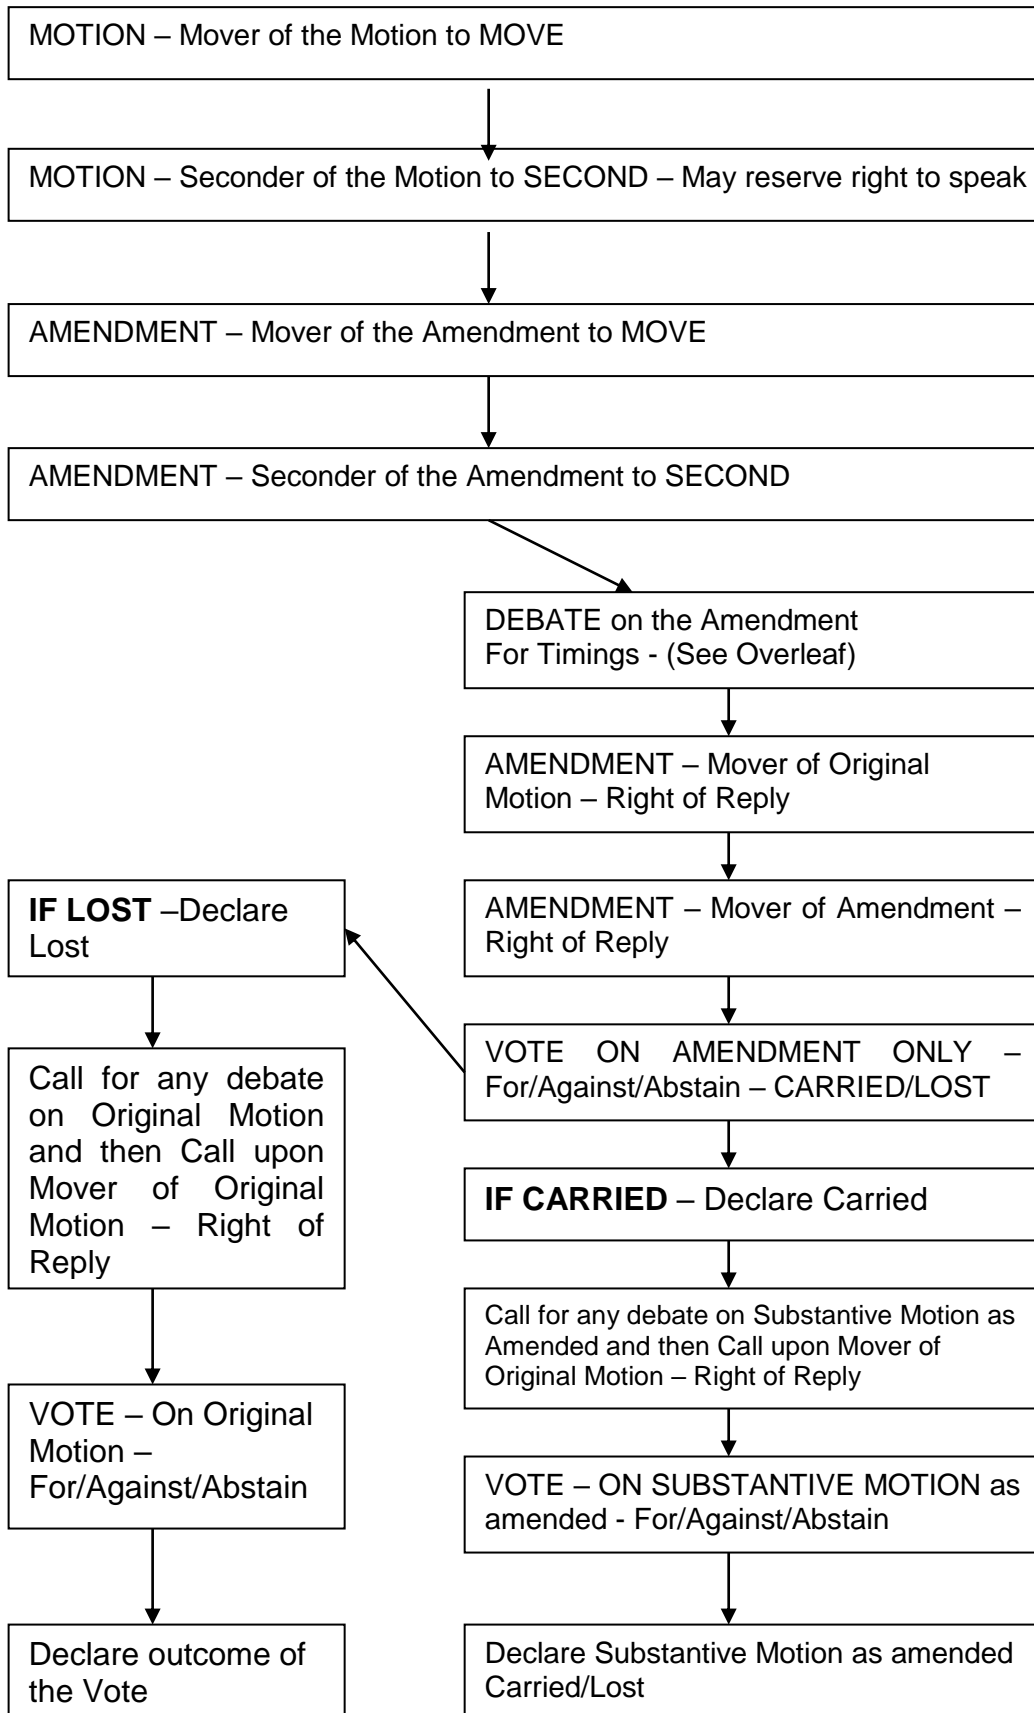 MOTION – Mover of the Motion to MOVE
MOTION – Seconder of the Motion to SECOND – May reserve right to speak
AMENDMENT – Mover of the Amendment to MOVE
AMENDMENT – Seconder of the Amendment to SECOND
DEBATE on the Amendment
For Timings - (See Overleaf)
AMENDMENT – Mover of Original
Motion – Right of Reply
AMENDMENT – Mover of Amendment –
Right of Reply
VOTE ON AMENDMENT ONLY –
For/Against/Abstain – CARRIED/LOST
IF LOST –Declare
Lost
Call for any debate
on Original Motion
and then Call upon
Mover of Original
Motion – Right of
Reply
VOTE – On Original
Motion –
For/Against/Abstain
Declare outcome of
the Vote
IF CARRIED – Declare Carried
Call for any debate on Substantive Motion as
Amended and then Call upon Mover of
Original Motion – Right of Reply
VOTE – ON SUBSTANTIVE MOTION as
amended - For/Against/Abstain
Declare Substantive Motion as amended
Carried/Lost